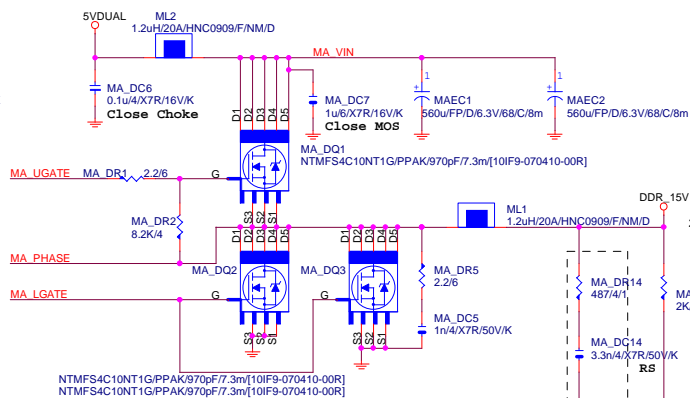 5VDUAL
ML2
1.2uH/20A/HNC0909/F/NM/D
MA_VIN
MA_DC6
0.1u/4/X7R/16V/K
Close Choke
D1
D2
D3
D4
D5
MA_DC7
1u/6/X7R/16V/K
Close MOS
1
+
MAEC1
560u/FP/D/6.3V/68/C/8m
1
+
MAEC2
560u/FP/D/6.3V/68/C/8m
MA_DQ1
NTMFS4C10NT1G/PPAK/970pF/7.3m/[10IF9-070410-00R]
MA_UGATE
MA_DR1
2.2/6
G
S3
S2
S1
MA_DR2
8.2K/4
D1
D2
D3
D4
D5
D1
D2
D3
D4
D5
ML1
1.2uH/20A/HNC0909/F/NM/D
DDR_15V
MA_PHASE
MA_DQ2
MA_DQ3
MA_DR5
2.2/6
MA_DR14
487/4/1
MA
2K
MA_LGATE
G
G
MA_DC5
1n/4/X7R/50V/K
S3
S2
S1
S3
S2
S1
MA_DC14
3.3n/4/X7R/50V/K
RS
NTMFS4C10NT1G/PPAK/970pF/7.3m/[10IF9-070410-00R]
NTMFS4C10NT1G/PPAK/970pF/7.3m/[10IF9-070410-00R]